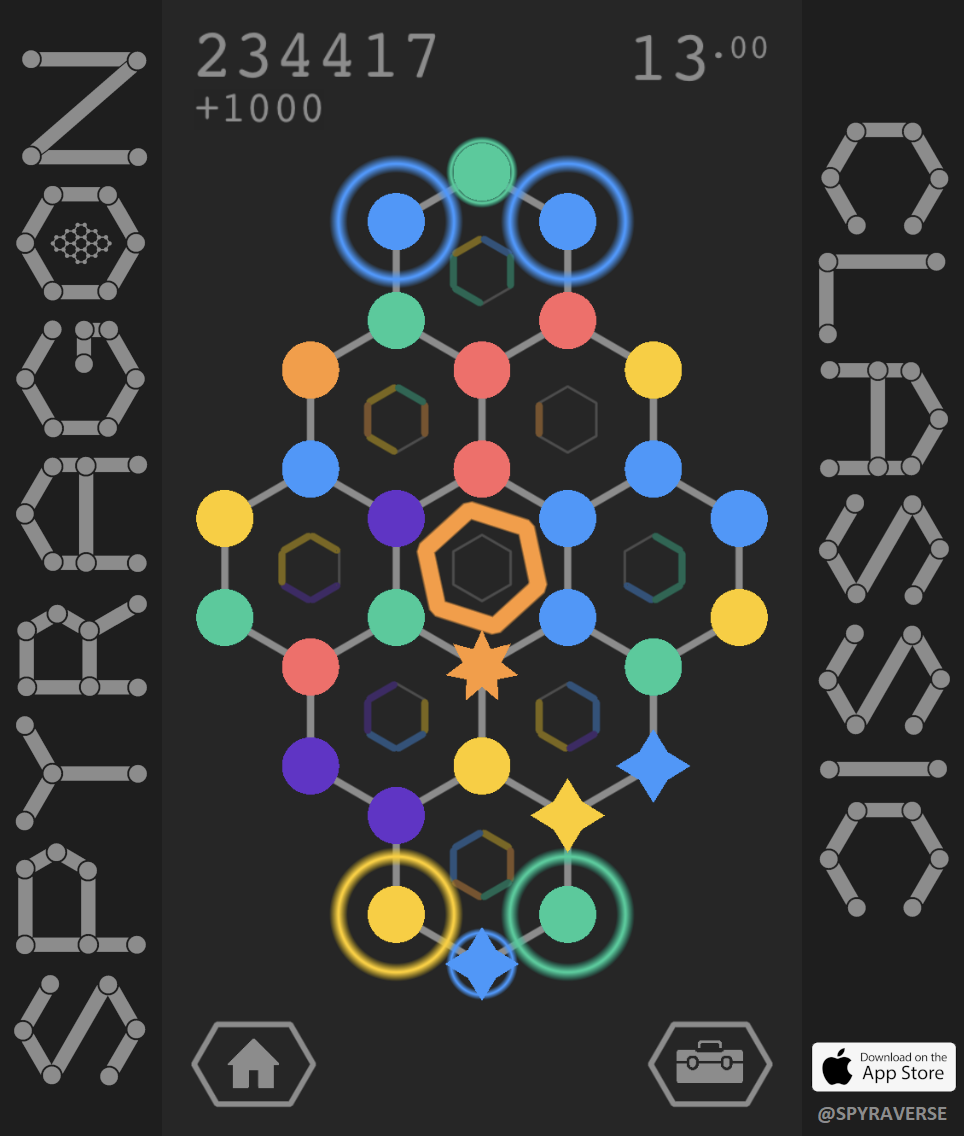 SPYRAGON
234417
13.00
+1000
CLASSIC
Download on the
App Store
@SPYRAVERSE